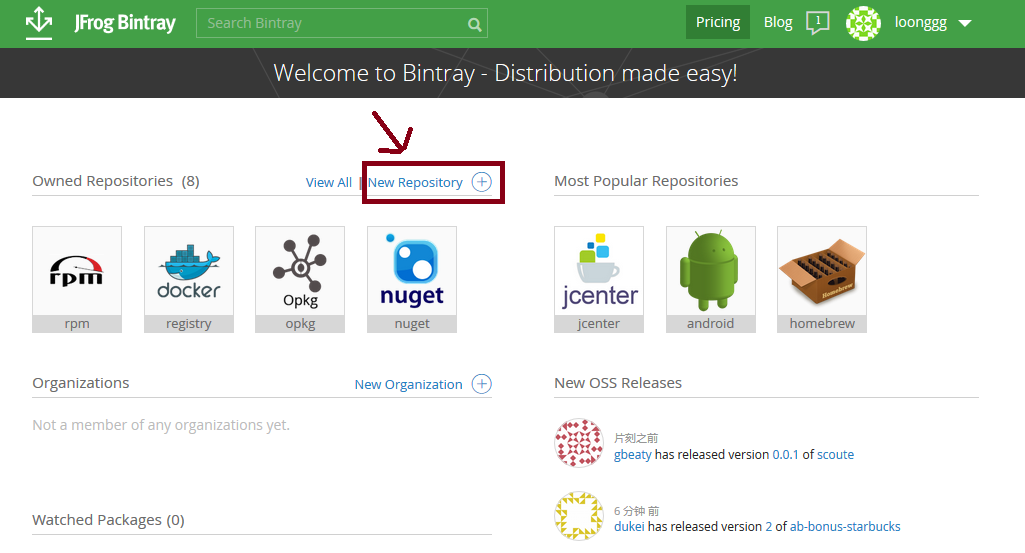 JFrog Bintray
Search Bintray
Pricing
Blog
1
loonggg
Welcome to Bintray - Distribution made easy!
Owned Repositories (8)
View All | New Repository
rpm
rpm
docker
registry
Opkg
opkg
nuget
nuget
Most Popular Repositories
jcenter
jcenter
android
Homebrew
homebrew
Organizations
New Organization
Not a member of any organizations yet.
New OSS Releases
片刻之前
gbeaty has released version 0.0.1 of scoute
6 分钟 前
dukei has released version 2 of ab-bonus-starbucks
Watched Packages (0)